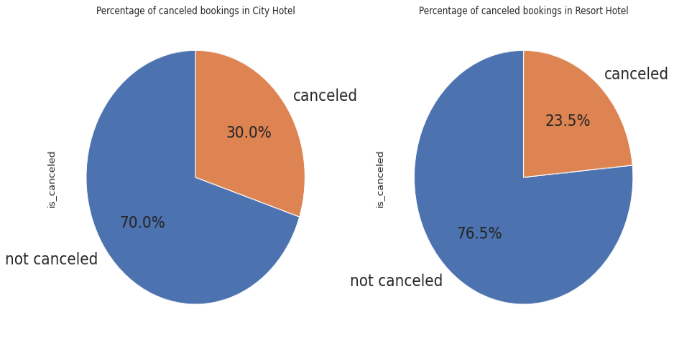 Percentage of canceled bookings in City Hotel
canceled
30.0%
is_canceled
70.0%
not canceled
Percentage of canceled bookings in Resort Hotel
canceled
23.5%
is_canceled
76.5%
not canceled